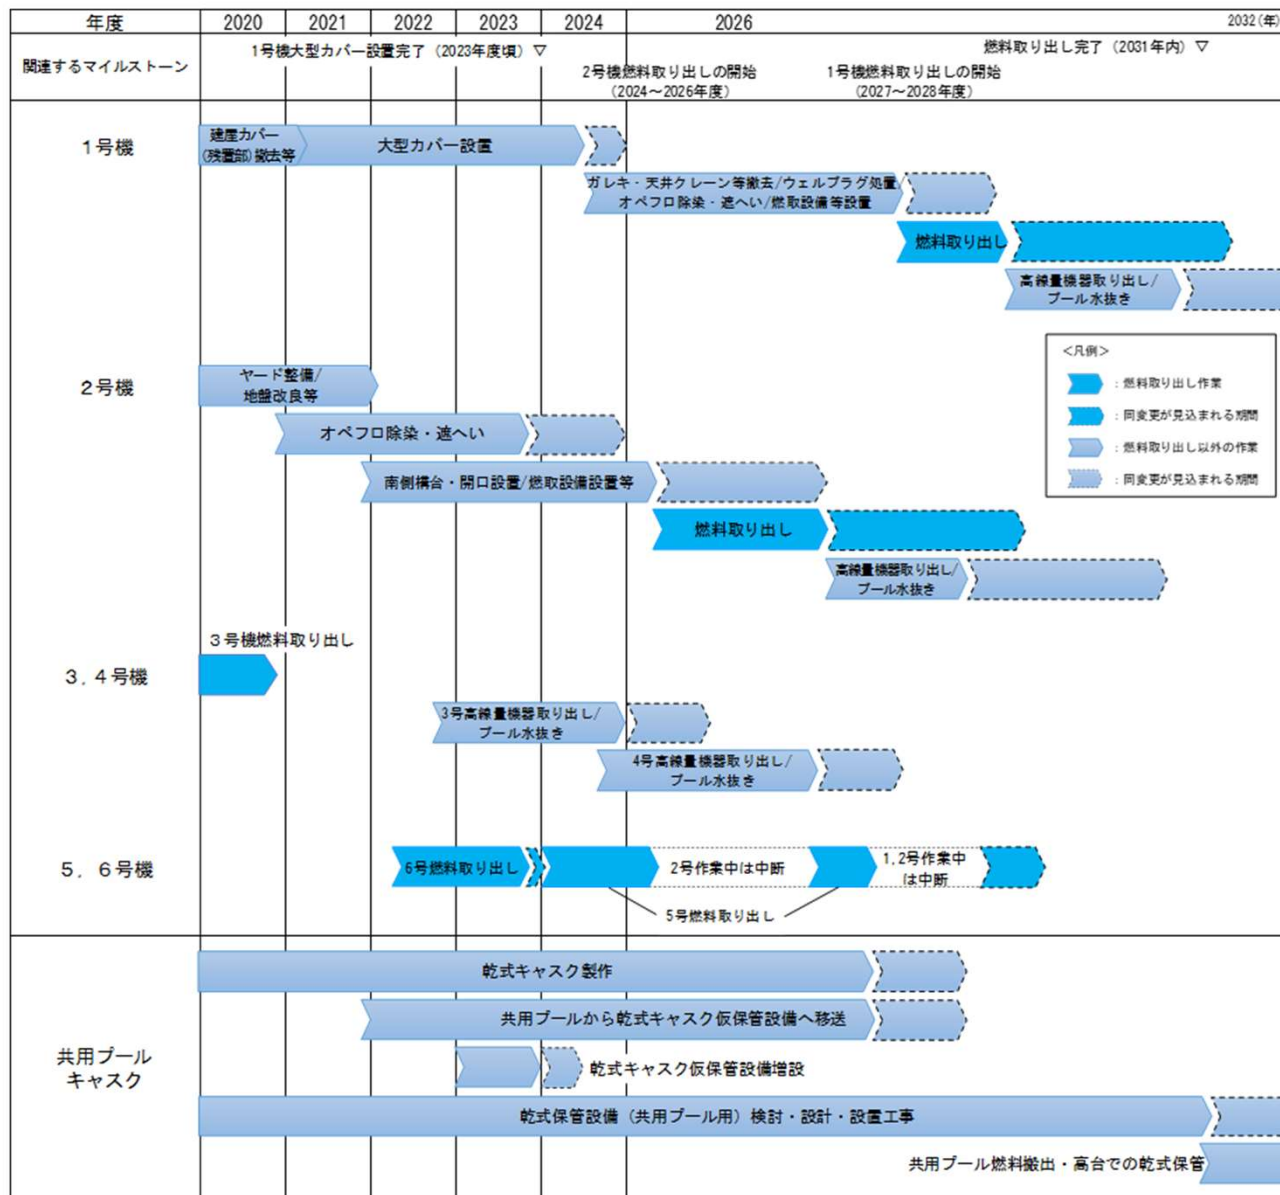 年度 2020 2021 2022 2023 2024 2026 2032(年)
関連するマイルストーン
1号機大型カバー設置完了（2023年度頃）▽
燃料取り出し完了（2031年内）▽
2号機燃料取り出しの開始
（2024～2026年度）
1号機燃料取り出しの開始
（2027～2028年度）
1号機
建屋カバー
(残置部)撤去等
大型カバー設置
ガレキ・天井クレーン等撤去/ウェルプラグ処置/
オペフロ除染・遮へい/燃取設備等設置
燃料取り出し
高線量機器取り出し/
プール水抜き
＜凡例＞
：燃料取り出し作業
：同変更が見込まれる期間
：燃料取り出し以外の作業
：同変更が見込まれる期間
2号機
ヤード整備/
地盤改良等
オペフロ除染・遮へい
南側構台・開口設置/燃取設備設置等
燃料取り出し
高線量機器取り出し/
プール水抜き
3，4号機
３号機燃料取り出し
3号高線量機器取り出し/
プール水抜き
4号高線量機器取り出し/
プール水抜き
5，6号機
6号燃料取り出し
2号作業中は中断
1,2号作業中
は中断
5号燃料取り出し
共用プール
キャスク
乾式キャスク製作
共用プールから乾式キャスク仮保管設備へ移送
乾式キャスク仮保管設備増設
乾式保管設備（共用プール用）検討・設計・設置工事
共用プール燃料搬出・高台での乾式保管